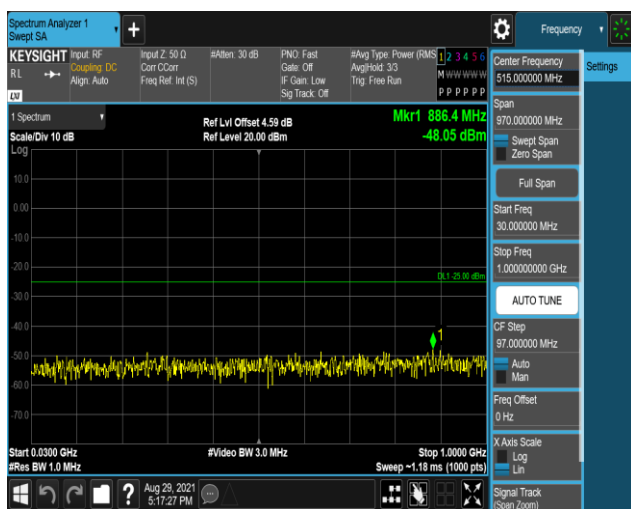 Spectrum Analyzer 1
Swept SA
+
Frequency
KEYSIGHT
RL
Input: RF
Coupling: DC
Align: Auto
Input Z: 50 Ω
Corr CCorr
Freq Ref: Int (S)
#Atten: 30 dB
PNO: Fast
Gate: Off
IF Gain: Low
Sig Track: Off
#Avg Type: Power (RMS
Avg|Hold: 3/3
Trig: Free Run
1 2 3 4 5 6
M W W W W W
P P P P P P
LXI
1 Spectrum
Scale/Div 10 dB
Ref Lvl Offset 4.59 dB
Ref Level 20.00 dBm
Mkr1 886.4 MHz
-48.05 dBm
Log
10.0
0.00
-10.0
-20.0
DL1 -25.00 dBm
-30.0
-40.0
1
-50.0
-60.0
-70.0
Start 0.0300 GHz
#Res BW 1.0 MHz
#Video BW 3.0 MHz
Stop 1.0000 GHz
Sweep ~1.18 ms (1000 pts)
Center Frequency
515.000000 MHz
Settings
Span
970.000000 MHz
Swept Span
Zero Span
Full Span
Start Freq
30.000000 MHz
Stop Freq
1.000000000 GHz
AUTO TUNE
CF Step
97.000000 MHz
Auto
Man
Freq Offset
0 Hz
X Axis Scale
Log
Lin
Signal Track
(Span Zoom)
?
Aug 29, 2021
5:17:27 PM